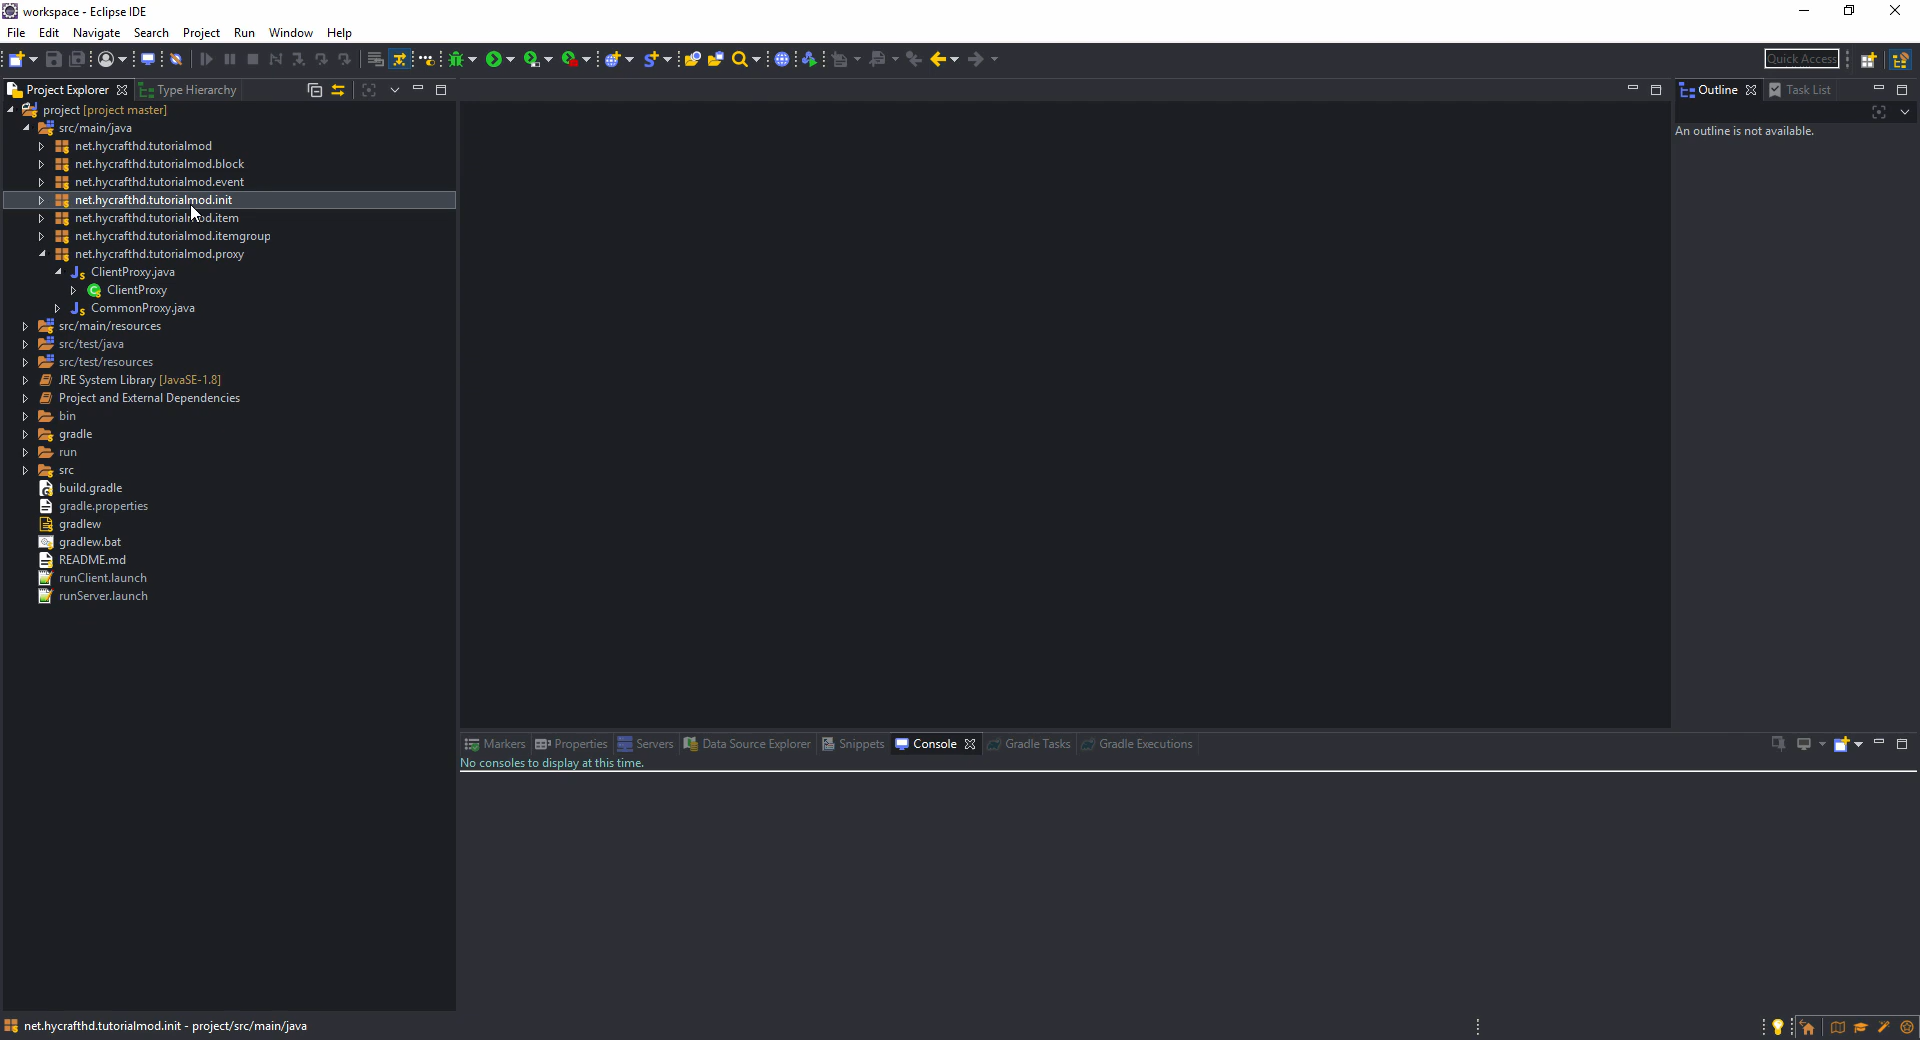 workspace - Eclipse IDE
File Edit Navigate Search Project Run Window Help
Quick Access
Project Explorer Type Hierarchy
Outline Task List
project [project master]
src/main/java
An outline is not available.
net.hycrafthd.tutorialmod
net.hycrafthd.tutorialmod.block
net.hycrafthd.tutorialmod.event
net.hycrafthd.tutorialmod.init
net.hycrafthd.tutorialmod.item
net.hycrafthd.tutorialmod.itemgroup
net.hycrafthd.tutorialmod.proxy
ClientProxy.java
ClientProxy
CommonProxy.java
src/main/resources
src/test/java
src/test/resources
JRE System Library [JavaSE-1.8]
Project and External Dependencies
bin
gradle
run
src
build.gradle
gradle.properties
gradlew
gradlew.bat
README.md
runClient.launch
runServer.launch
Markers Properties Servers Data Source Explorer Snippets Console Gradle Tasks Gradle Executions
No consoles to display at this time.
net.hycrafthd.tutorialmod.init - project/src/main/java